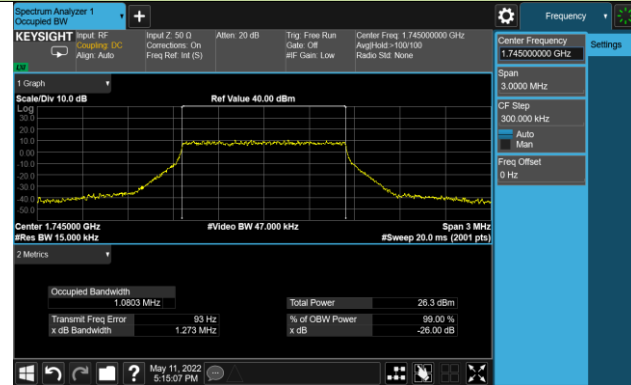 Spectrum Analyzer 1
Occupied BW
Frequency
KEYSIGHT
Input: RF
Coupling: DC
Align: Auto
Input Z: 50 Ω
Corrections: On
Freq Ref: Int (S)
Atten: 20 dB
Trig: Free Run
Gate: Off
#IF Gain: Low
Center Freq: 1.745000000 GHz
Avg|Hold:>100/100
Radio Std: None
Center Frequency
1.745000000 GHz
Settings
Span
3.0000 MHz
CF Step
300.000 kHz
Auto
Man
Freq Offset
0 Hz
1 Graph
Scale/Div 10.0 dB
Ref Value 40.00 dBm
Log
30.0
20.0
10.0
0.00
-10.0
-20.0
-30.0
-40.0
-50.0
Center 1.745000 GHz
#Res BW 15.000 kHz
#Video BW 47.000 kHz
Span 3 MHz
#Sweep 20.0 ms (2001 pts)
2 Metrics
Occupied Bandwidth
1.0803 MHz
Total Power 26.3 dBm
Transmit Freq Error 93 Hz
% of OBW Power 99.00 %
x dB Bandwidth 1.273 MHz
x dB -26.00 dB
?
May 11, 2022
5:15:07 PM